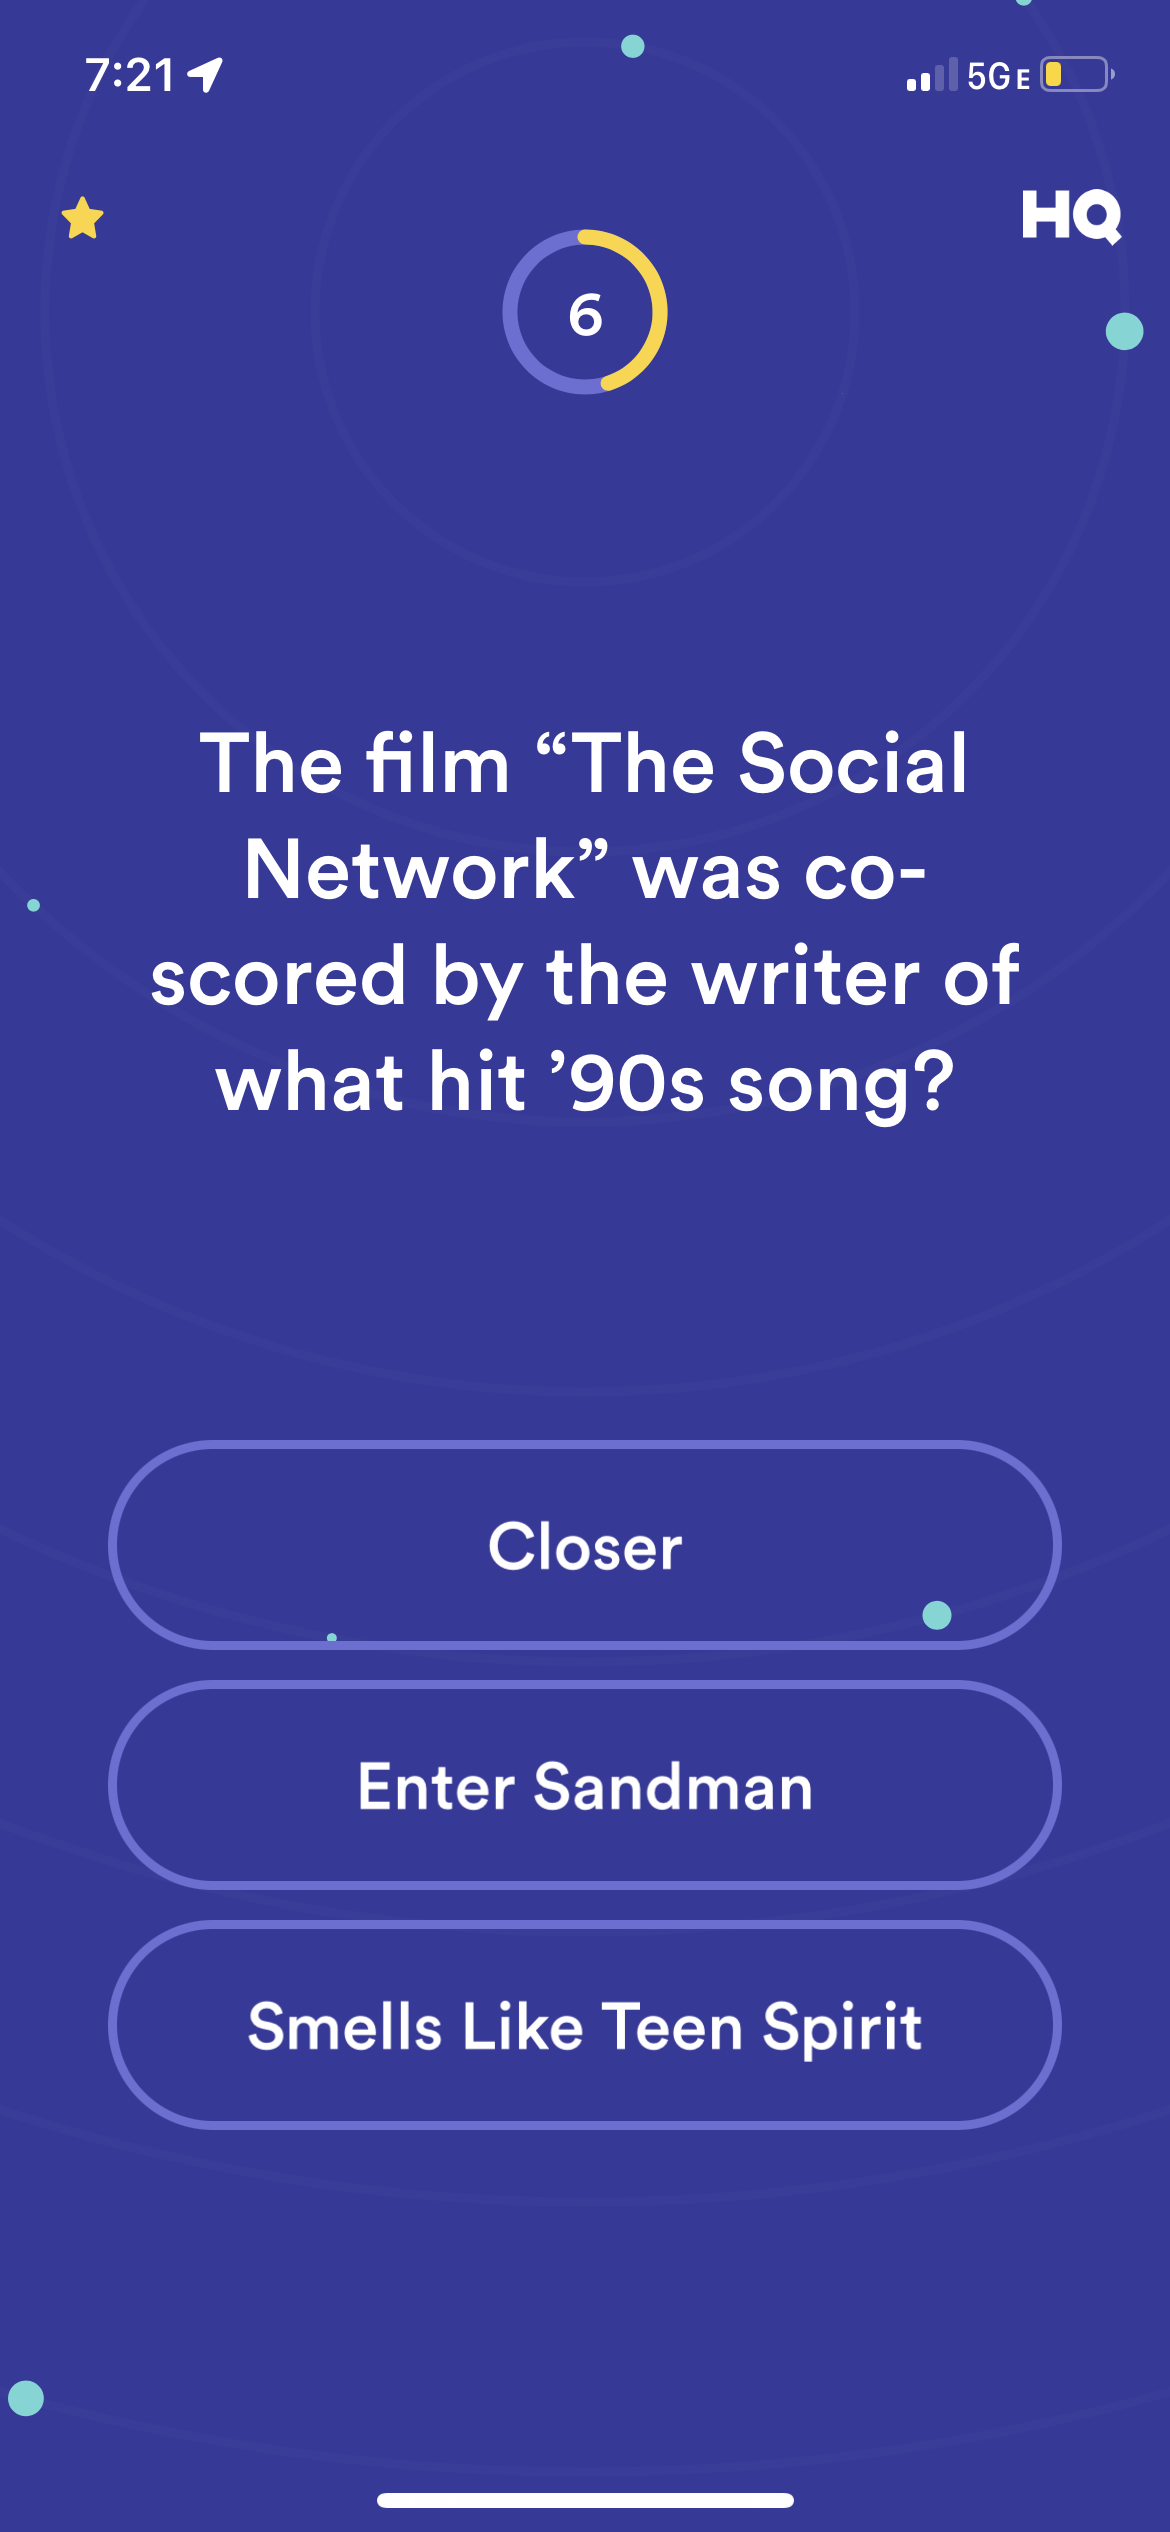 7:21
5GE
HQ
6
The film “The Social
Network” was co-
scored by the writer of
what hit ’90s song?
Closer
Enter Sandman
Smells Like Teen Spirit